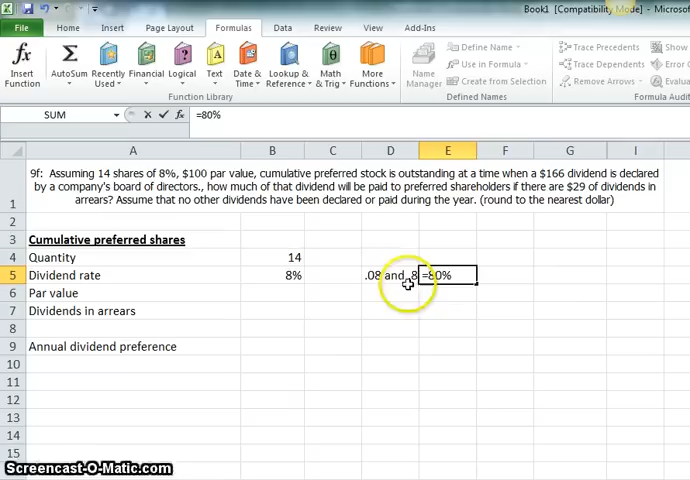 Book1 [Compatibility Mode] - Microsof
File Home Insert Page Layout Formulas Data Review View Add-Ins
Insert Function
AutoSum
Recently Used
Financial
Logical
Text
Date & Time
Lookup & Reference
Math & Trig
More Functions
Function Library
Name Manager
Define Name
Use in Formula
Create from Selection
Defined Names
Trace Precedents
Trace Dependents
Remove Arrows
Show
Error C
Evalua
Formula Audit
SUM fx =80%
A B C D E F G H I
1 9f: Assuming 14 shares of 8%, $100 par value, cumulative preferred stock is outstanding at a time when a $166 dividend is declared
by a company's board of directors., how much of that dividend will be paid to preferred shareholders if there are $29 of dividends in
arrears? Assume that no other dividends have been declared or paid during the year. (round to the nearest dollar)
2
3 Cumulative preferred shares
4 Quantity 14
5 Dividend rate 8% .08 and .8 =80%
6 Par value
7 Dividends in arrears
8
9 Annual dividend preference
10
11
12
13
14
15
Screencast-O-Matic.com